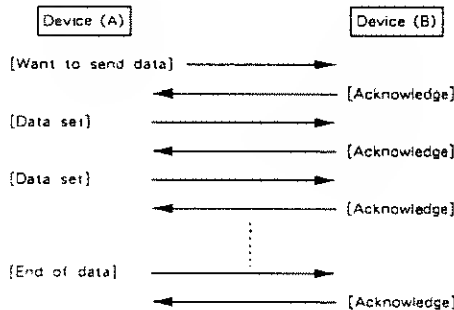 Device (A) Device (B)
[Want to send data]
[Acknowledge]
[Data set]
[Acknowledge]
[Data set]
[Acknowledge]
[End of data]
[Acknowledge]